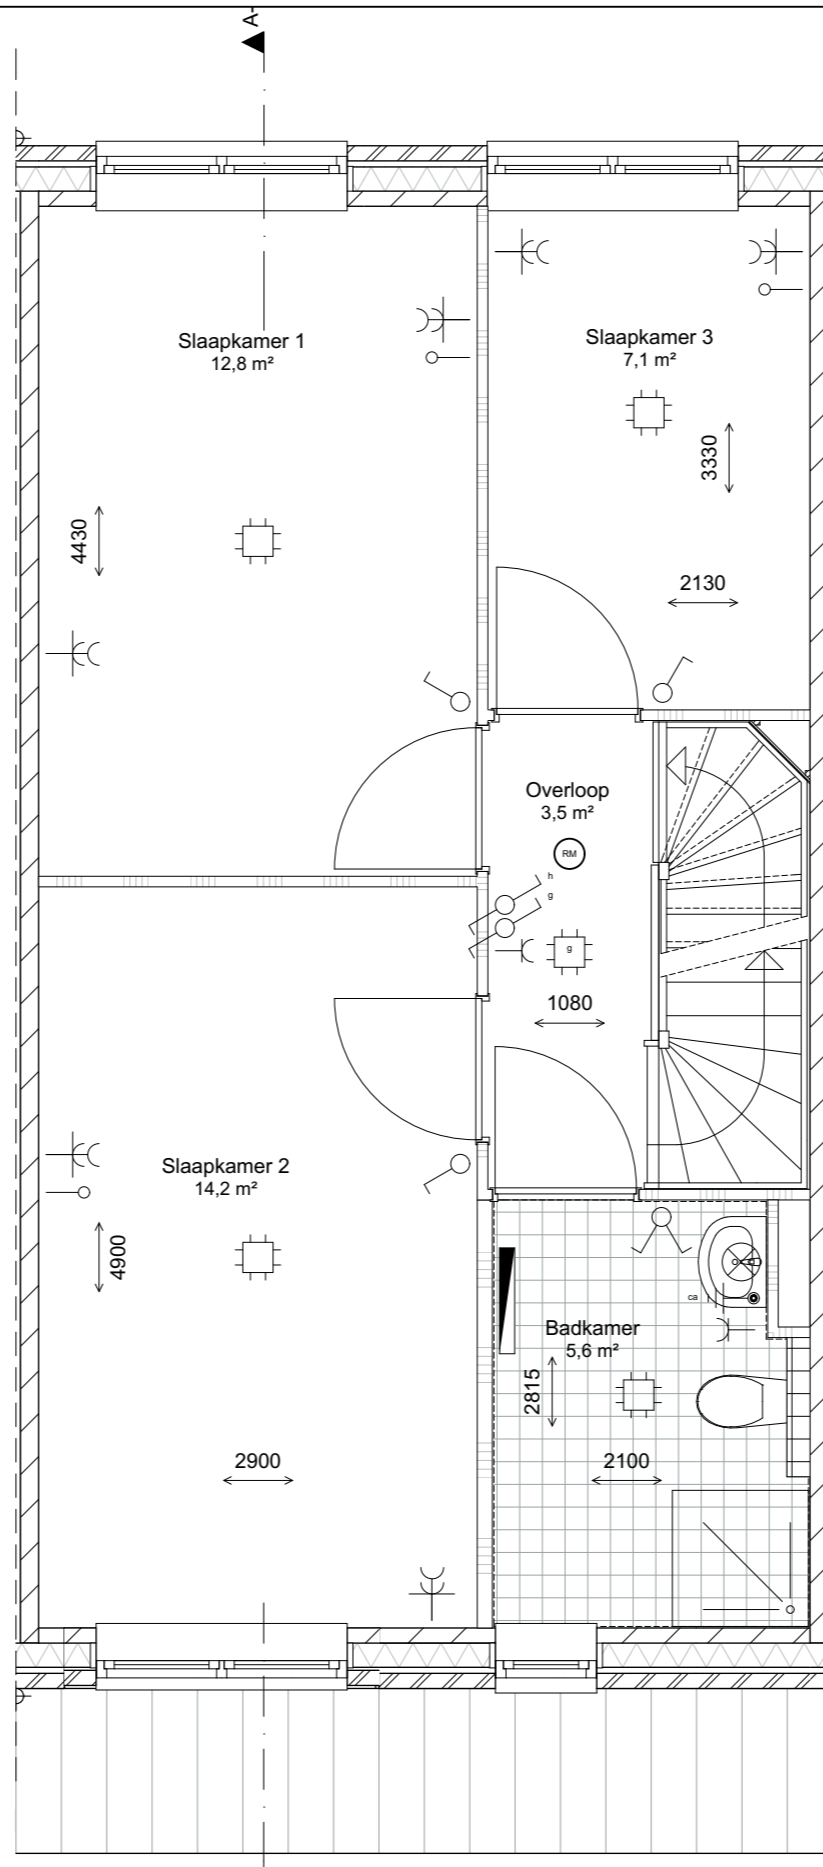 A-
Slaapkamer 1
12,8 m²
Slaapkamer 3
7,1 m²
3330
4430
2130
Overloop
3,5 m²
RM
h
g
g
1080
Slaapkamer 2
14,2 m²
4900
ca
Badkamer
5,6 m²
2815
2900
2100